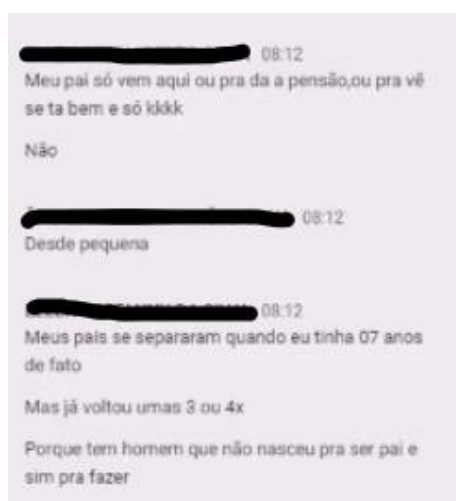 08:12
Meu pai só vem aqui ou pra da a pensão,ou pra vê
se ta bem e só kkkk
Não
08:12
Desde pequena
08:12
Meus pais se separaram quando eu tinha 07 anos
de fato
Mas já voltou umas 3 ou 4x
Porque tem homem que não nasceu pra ser pai e
sim pra fazer